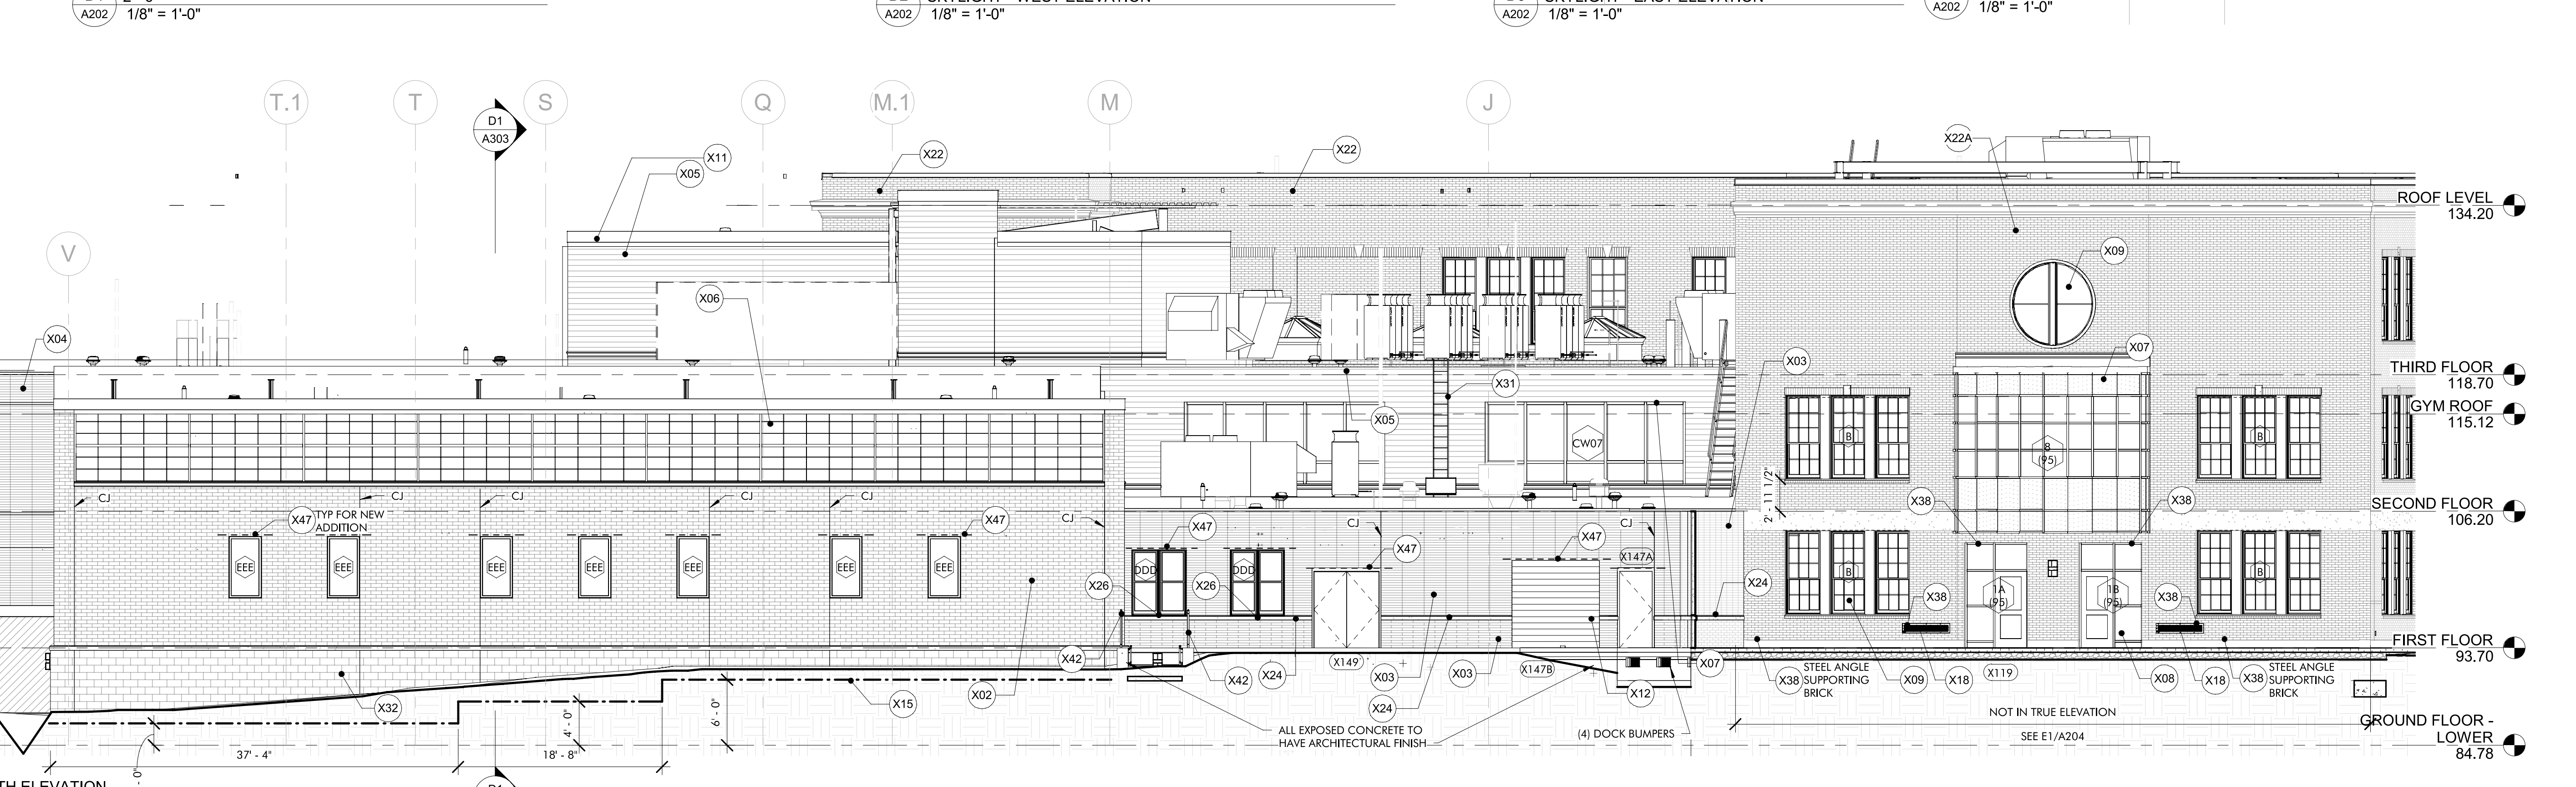 A202
1/8" = 1'-0"
A202
SKYLIGHT - WEST ELEVATION
1/8" = 1'-0"
A202
SKYLIGHT - EAST ELEVATION
1/8" = 1'-0"
A202
1/8" = 1'-0"
T.1
T
S
Q
M.1
M
J
V
D1
A303
X11
X05
X22
X22
X22A
X09
X06
X04
X07
X03
X31
X05
CW07
ROOF LEVEL
134.20
THIRD FLOOR
118.70
GYM ROOF
115.12
SECOND FLOOR
106.20
FIRST FLOOR
93.70
GROUND FLOOR -
LOWER
84.78
B
8
(95)
B
2' - 11 1/2"
X38
X38
CJ
CJ
CJ
CJ
CJ
CJ
CJ
CJ
X47
TYP FOR NEW
ADDITION
X47
X47
X47
X47
X147A
EEE
EEE
EEE
EEE
EEE
EEE
EEE
DDD
DDD
X26
X26
X24
B
B
1A
(95)
1B
(95)
X38
X38
X42
X42
X24
X149
X03
X03
X147B
X07
X12
X24
X38
STEEL ANGLE
SUPPORTING
BRICK
X09
X18
X119
X08
X18
X38
STEEL ANGLE
SUPPORTING
BRICK
X32
X15
X02
4' - 0"
6' - 0"
37' - 4"
18' - 8"
ALL EXPOSED CONCRETE TO
HAVE ARCHITECTURAL FINISH
(4) DOCK BUMPERS
NOT IN TRUE ELEVATION
SEE E1/A204